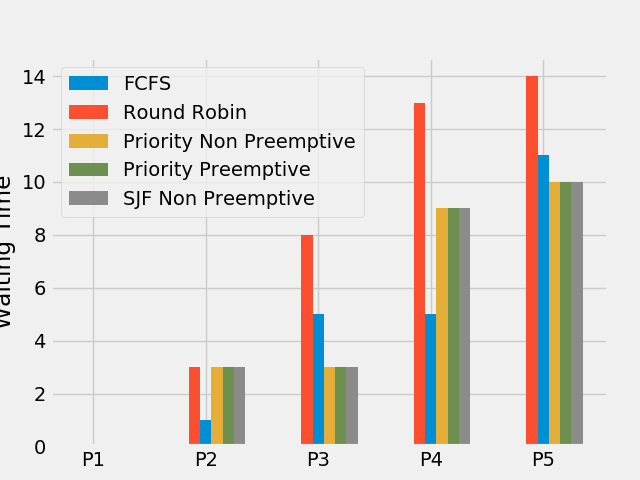 FCFS
Round Robin
Priority Non Preemptive
Priority Preemptive
SJF Non Preemptive
Waiting Time
14
12
10
8
6
4
2
0
P1 P2 P3 P4 P5